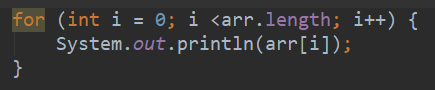 for (int i = 0; i <arr.length; i++) {
    System.out.println(arr[i]);
}